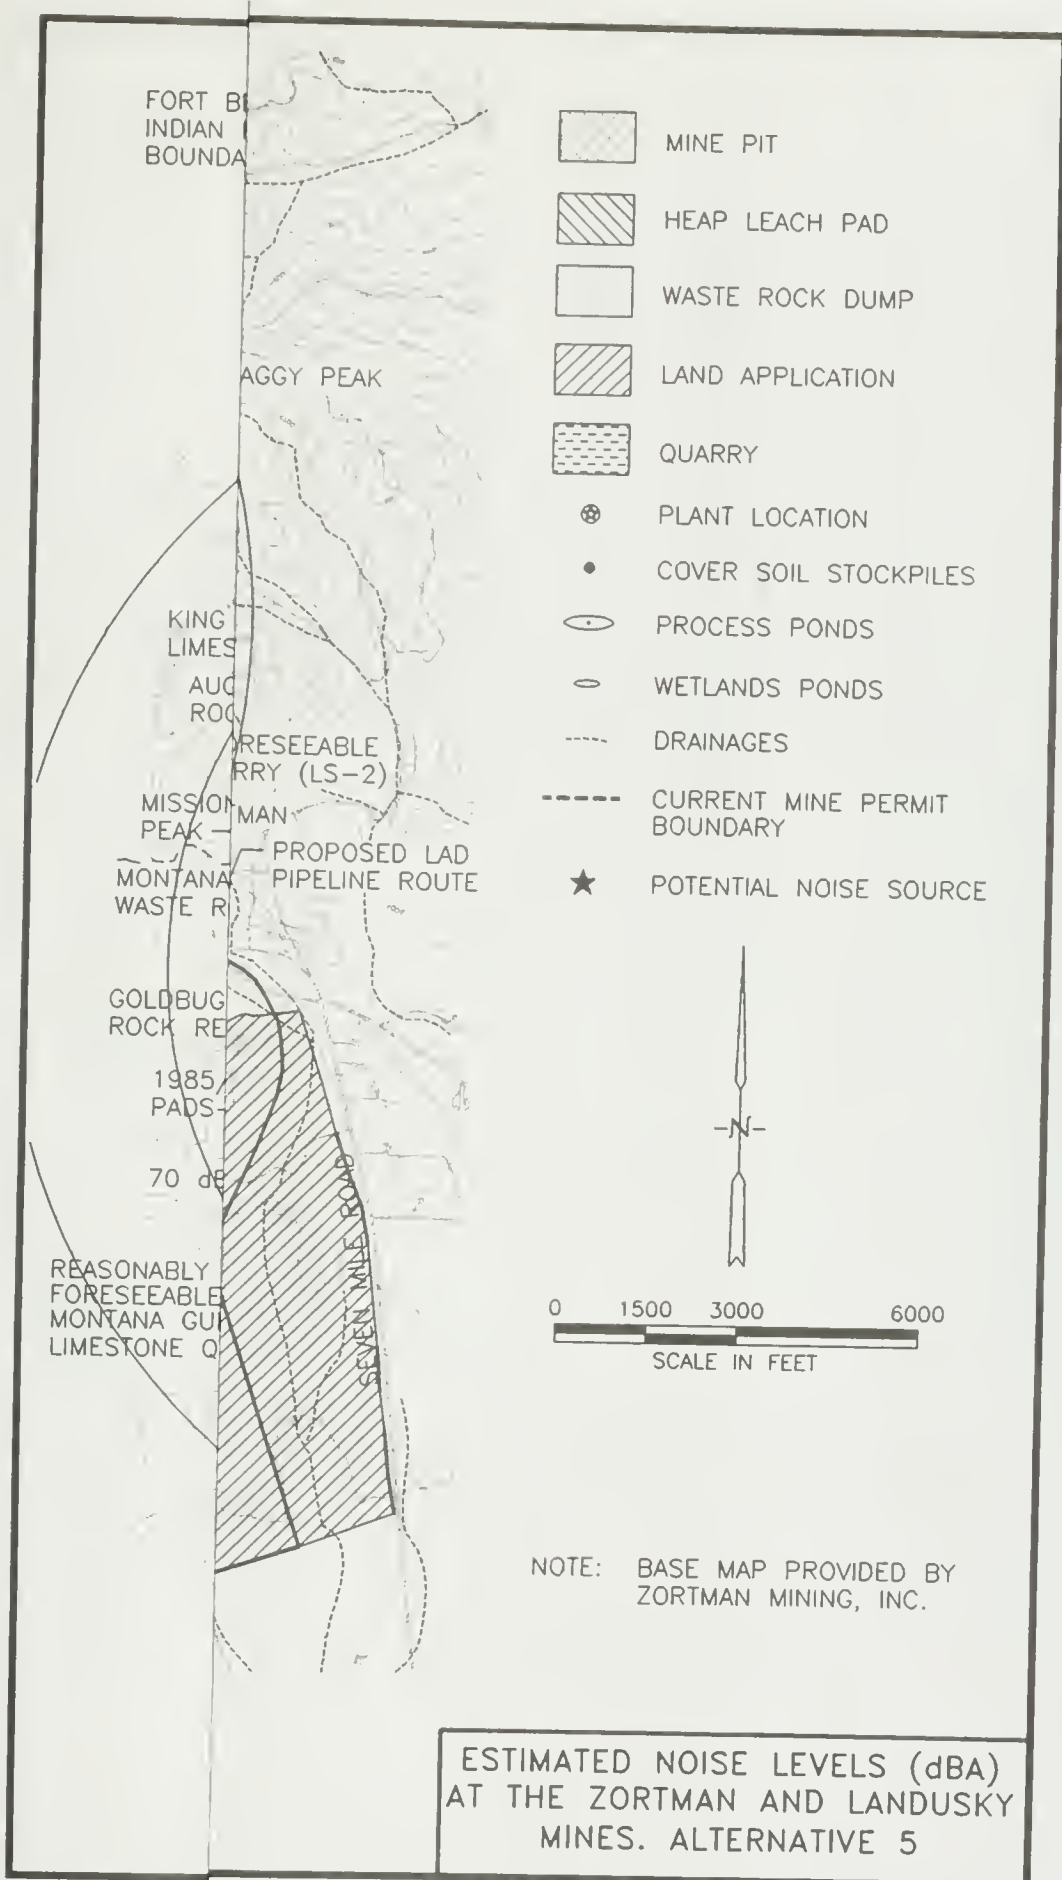 FORT B
INDIAN
BOUNDA
AGGY PEAK
KING
LIMES
AUG
ROC
RESEEABLE
RRY (LS-2)
MISSION
PEAK
MAN
PROPOSED LAD
PIPELINE ROUTE
MONTANA
WASTE R
GOLDBUG
ROCK RE
1985
PADS
70 dB
SEVEN MILE ROAD
REASONABLY
FORESEEABLE
MONTANA GU
LIMESTONE Q
MINE PIT
HEAP LEACH PAD
WASTE ROCK DUMP
LAND APPLICATION
QUARRY
PLANT LOCATION
COVER SOIL STOCKPILES
PROCESS PONDS
WETLANDS PONDS
DRAINAGES
CURRENT MINE PERMIT
BOUNDARY
POTENTIAL NOISE SOURCE
N
0 1500 3000 6000
SCALE IN FEET
NOTE: BASE MAP PROVIDED BY
ZORTMAN MINING, INC.
ESTIMATED NOISE LEVELS (dBA)
AT THE ZORTMAN AND LANDUSKY
MINES. ALTERNATIVE 5